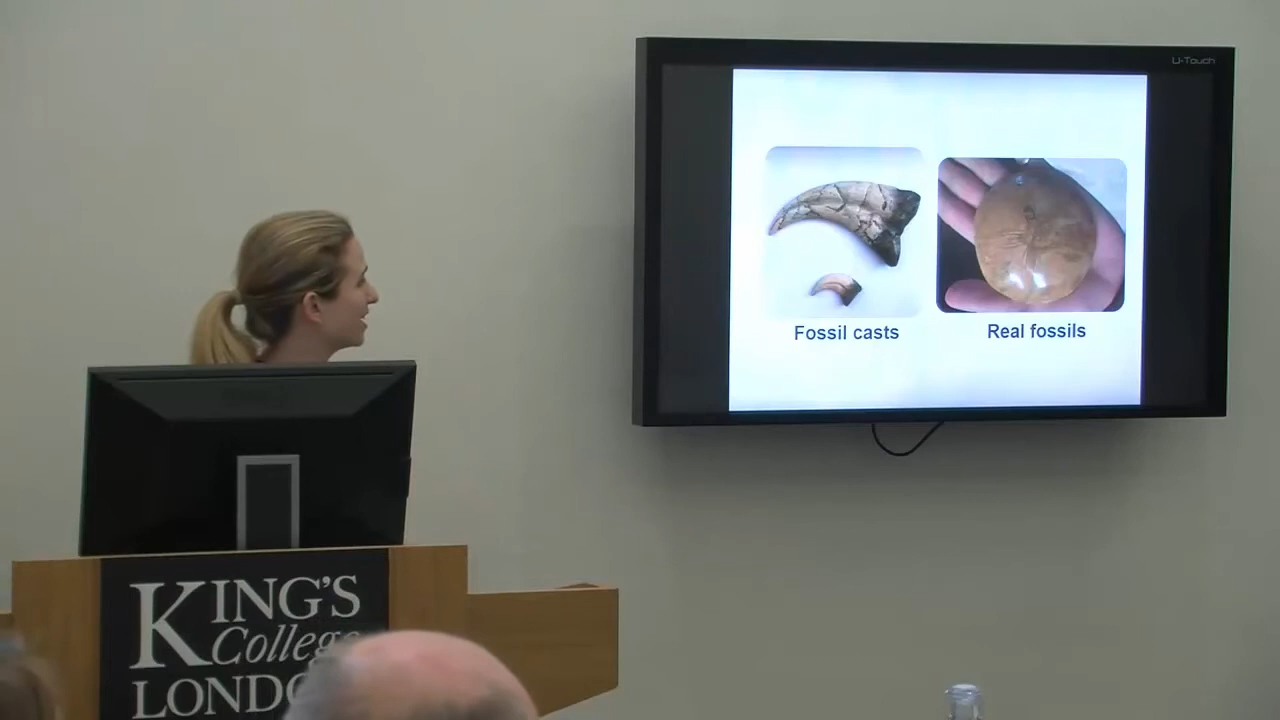 U-Touch
Fossil casts
Real fossils
KING'S
College
LONDO